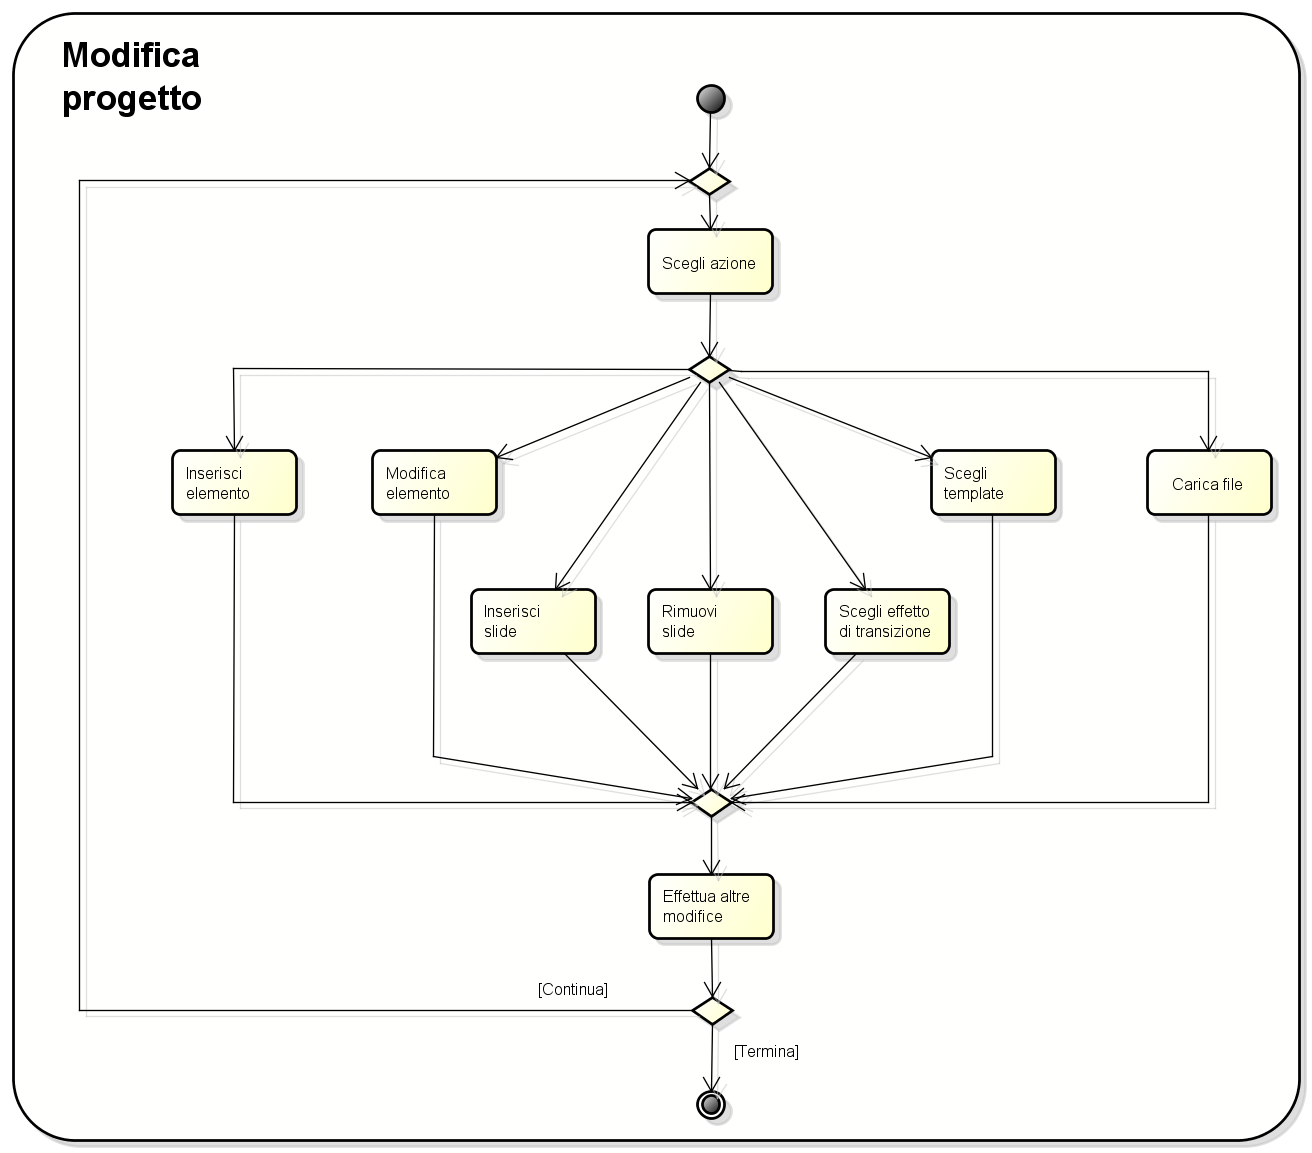 Modifica
progetto
Scegli azione
Inserisci
elemento
Modifica
elemento
Scegli
template
Carica file
Inserisci
slide
Rimuovi
slide
Scegli effetto
di transizione
Effettua altre
modifice
[Continua]
[Termina]